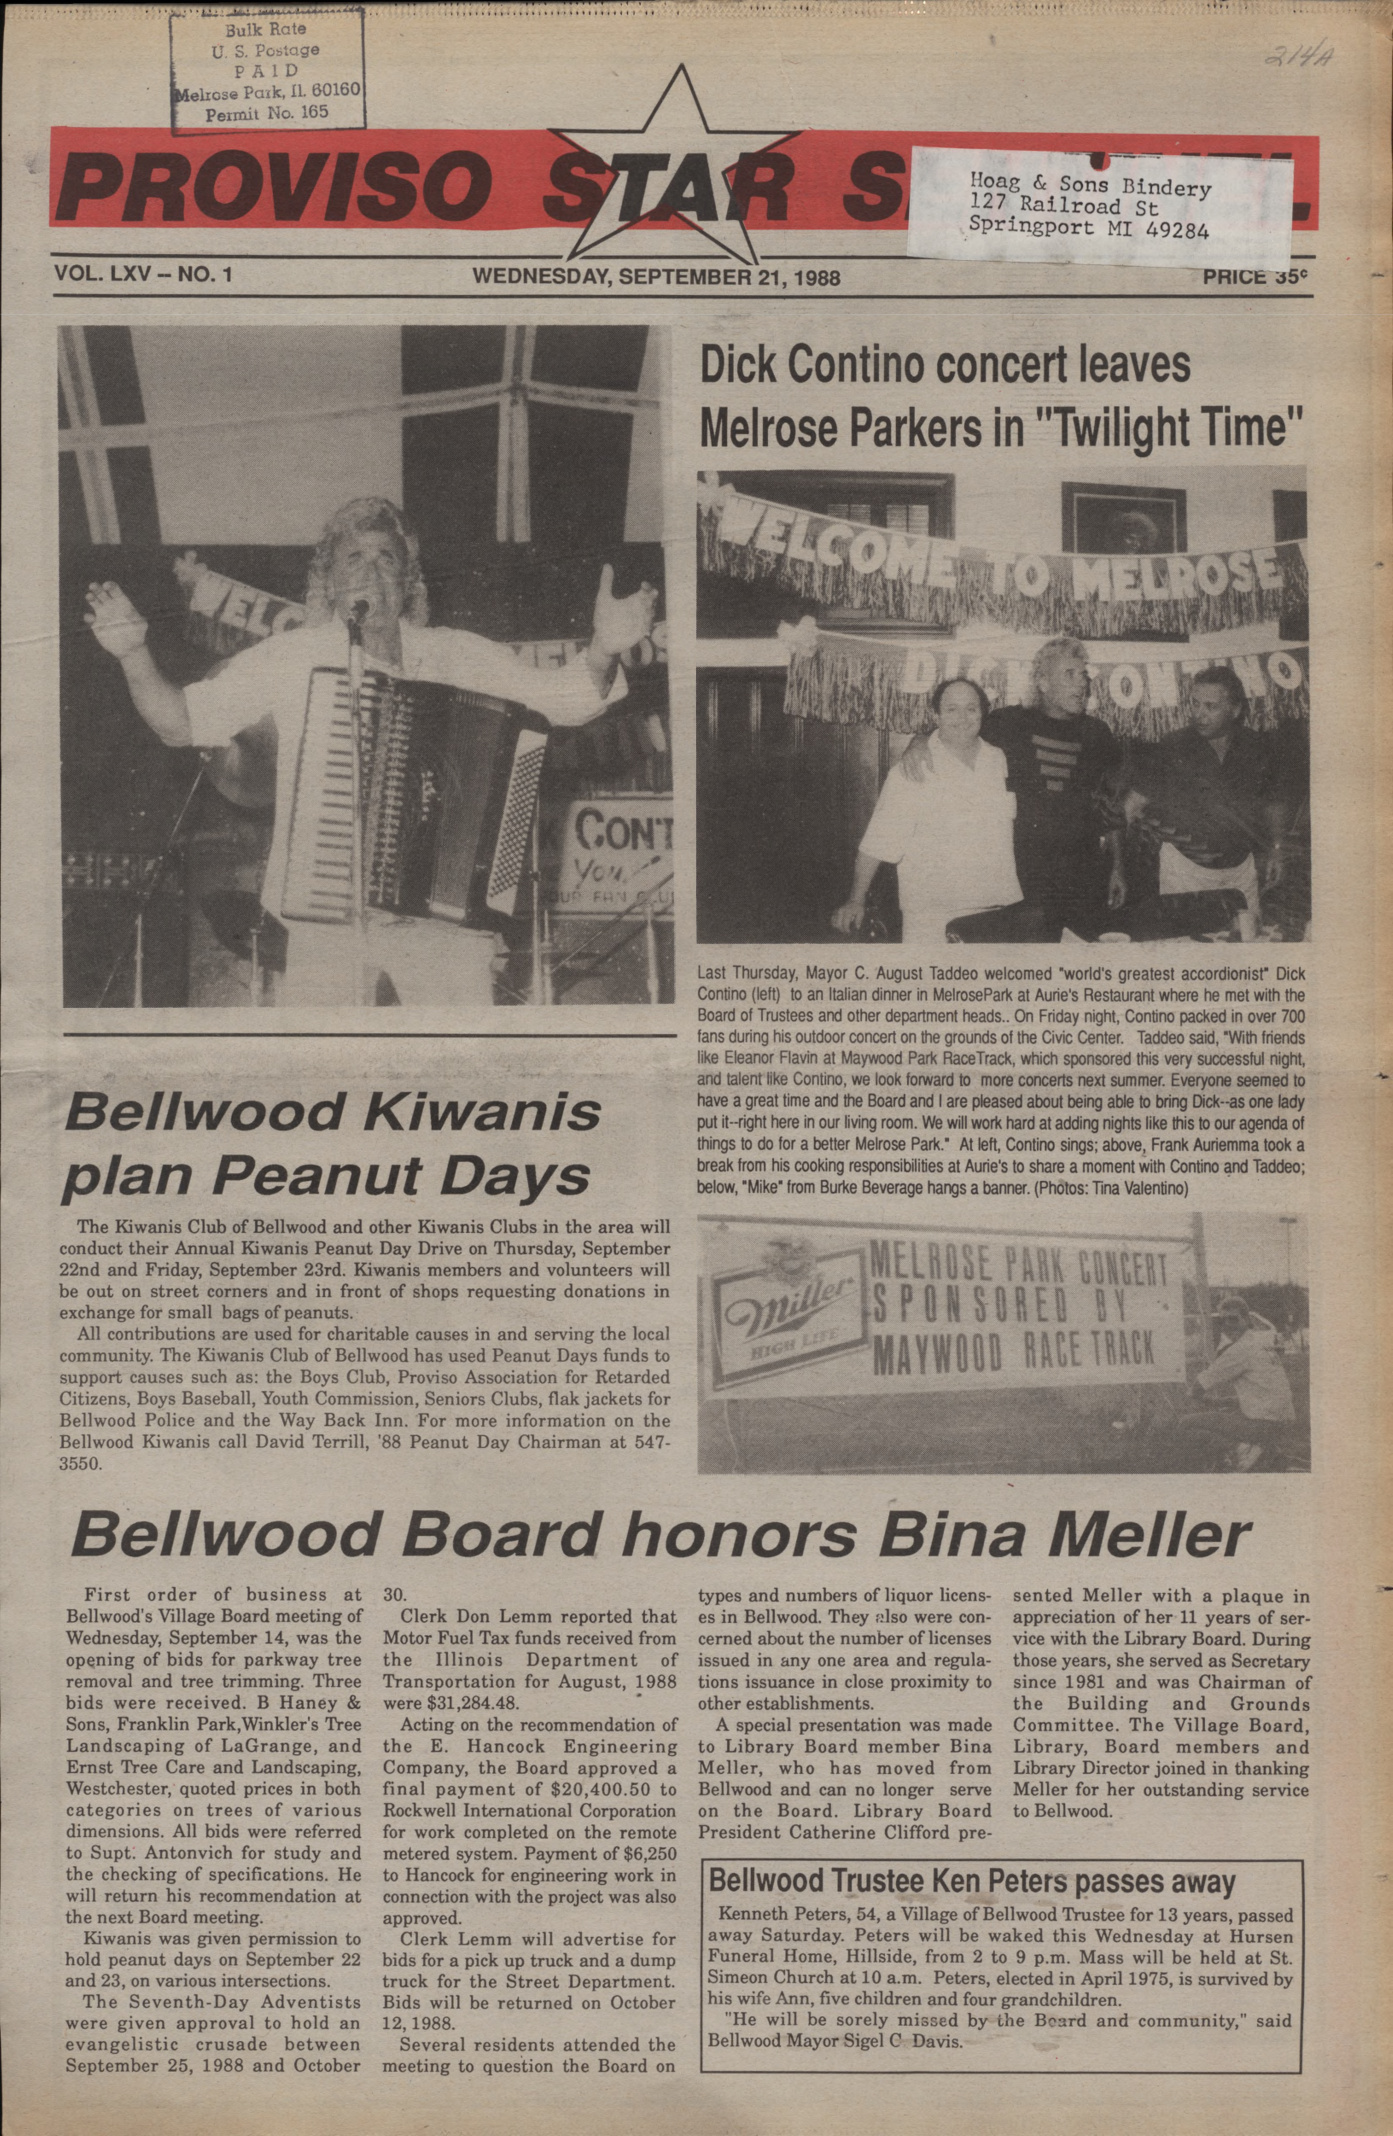 Bulk Rate
U. S. Postage
PAID
Melrose Park, Il. 60160
Permit No. 165
214A
PROVISO STAR S
Hoag & Sons Bindery
127 Railroad St
Springport MI 49284
VOL. LXV – NO. 1
WEDNESDAY, SEPTEMBER 21, 1988
PRICE 35¢
WELC
MELROS
CONT
You
OUR FAN CLU
Dick Contino concert leaves
Melrose Parkers in "Twilight Time"
WELCOME TO MELROSE
DICK CONTINO
Last Thursday, Mayor C. August Taddeo welcomed "world's greatest accordionist" Dick
Contino (left) to an Italian dinner in MelrosePark at Aurie's Restaurant where he met with the
Board of Trustees and other department heads.. On Friday night, Contino packed in over 700
fans during his outdoor concert on the grounds of the Civic Center. Taddeo said, "With friends
like Eleanor Flavin at Maywood Park RaceTrack, which sponsored this very successful night,
and talent like Contino, we look forward to more concerts next summer. Everyone seemed to
have a great time and the Board and I are pleased about being able to bring Dick--as one lady
put it--right here in our living room. We will work hard at adding nights like this to our agenda of
things to do for a better Melrose Park." At left, Contino sings; above, Frank Auriemma took a
break from his cooking responsibilities at Aurie's to share a moment with Contino and Taddeo;
below, "Mike" from Burke Beverage hangs a banner. (Photos: Tina Valentino)
Miller
HIGH LIFE
MELROSE PARK CONCERT
SPONSORED BY
MAYWOOD RACE TRACK
Bellwood Kiwanis
plan Peanut Days
The Kiwanis Club of Bellwood and other Kiwanis Clubs in the area will
conduct their Annual Kiwanis Peanut Day Drive on Thursday, September
22nd and Friday, September 23rd. Kiwanis members and volunteers will
be out on street corners and in front of shops requesting donations in
exchange for small bags of peanuts.
All contributions are used for charitable causes in and serving the local
community. The Kiwanis Club of Bellwood has used Peanut Days funds to
support causes such as: the Boys Club, Proviso Association for Retarded
Citizens, Boys Baseball, Youth Commission, Seniors Clubs, flak jackets for
Bellwood Police and the Way Back Inn. For more information on the
Bellwood Kiwanis call David Terrill, '88 Peanut Day Chairman at 547-
3550.
Bellwood Board honors Bina Meller
First order of business at
Bellwood's Village Board meeting of
Wednesday, September 14, was the
opening of bids for parkway tree
removal and tree trimming. Three
bids were received. B Haney &
Sons, Franklin Park,Winkler's Tree
Landscaping of LaGrange, and
Ernst Tree Care and Landscaping,
Westchester, quoted prices in both
categories on trees of various
dimensions. All bids were referred
to Supt. Antonvich for study and
the checking of specifications. He
will return his recommendation at
the next Board meeting.
Kiwanis was given permission to
hold peanut days on September 22
and 23, on various intersections.
The Seventh-Day Adventists
were given approval to hold an
evangelistic crusade between
September 25, 1988 and October
30.
Clerk Don Lemm reported that
Motor Fuel Tax funds received from
the Illinois Department of
Transportation for August, 1988
were $31,284.48.
Acting on the recommendation of
the E. Hancock Engineering
Company, the Board approved a
final payment of $20,400.50 to
Rockwell International Corporation
for work completed on the remote
metered system. Payment of $6,250
to Hancock for engineering work in
connection with the project was also
approved.
Clerk Lemm will advertise for
bids for a pick up truck and a dump
truck for the Street Department.
Bids will be returned on October
12, 1988.
Several residents attended the
meeting to question the Board on
types and numbers of liquor licens-
es in Bellwood. They also were con-
cerned about the number of licenses
issued in any one area and regula-
tions issuance in close proximity to
other establishments.
A special presentation was made
to Library Board member Bina
Meller, who has moved from
Bellwood and can no longer serve
on the Board. Library Board
President Catherine Clifford pre-
sented Meller with a plaque in
appreciation of her 11 years of ser-
vice with the Library Board. During
those years, she served as Secretary
since 1981 and was Chairman of
the Building and Grounds
Committee. The Village Board,
Library, Board members and
Library Director joined in thanking
Meller for her outstanding service
to Bellwood.
Bellwood Trustee Ken Peters passes away
Kenneth Peters, 54, a Village of Bellwood Trustee for 13 years, passed
away Saturday. Peters will be waked this Wednesday at Hursen
Funeral Home, Hillside, from 2 to 9 p.m. Mass will be held at St.
Simeon Church at 10 a.m. Peters, elected in April 1975, is survived by
his wife Ann, five children and four grandchildren.
"He will be sorely missed by the Board and community," said
Bellwood Mayor Sigel C Davis.